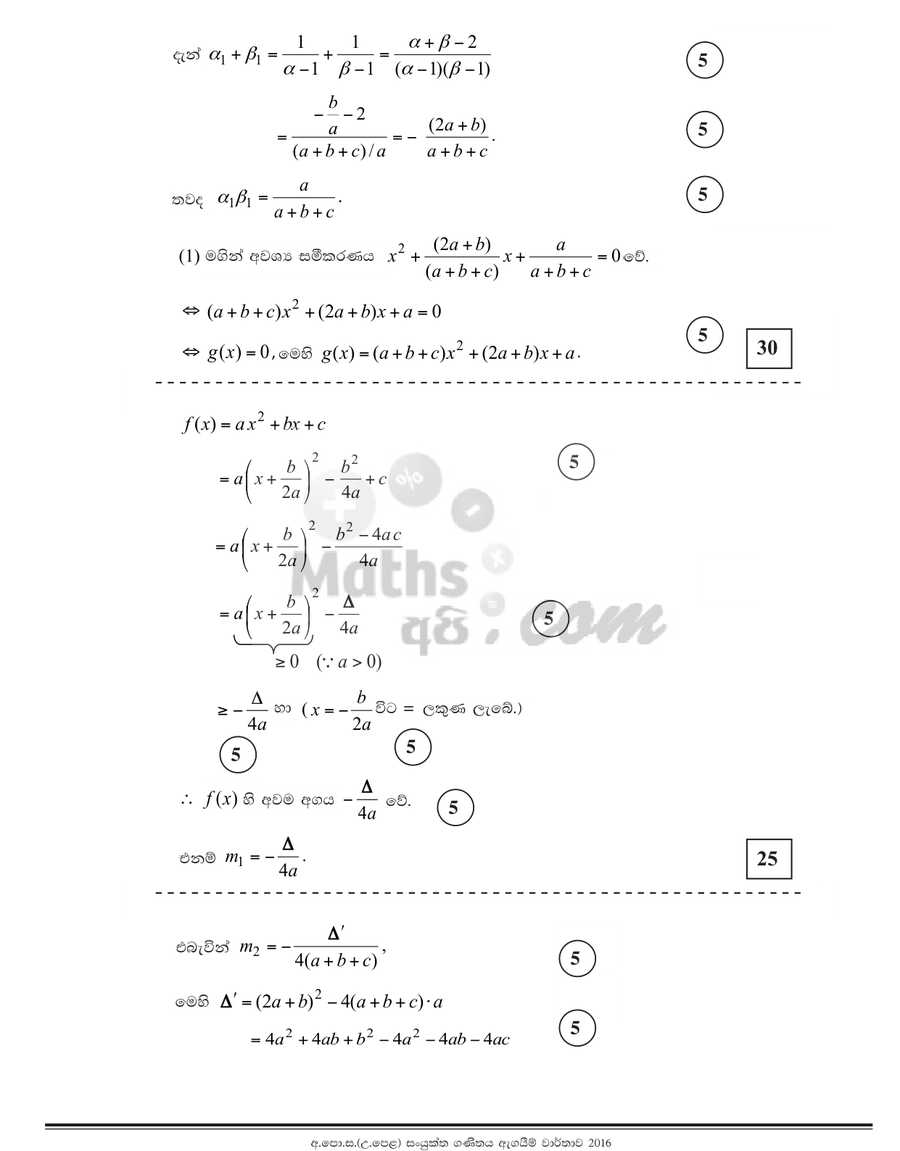 දැන් α₁ + β₁ = 1/(α − 1) + 1/(β − 1) = (α + β − 2)/((α − 1)(β − 1)) 5
= (−b/a − 2)/((a + b + c)/a) = − (2a + b)/(a + b + c). 5
තවද α₁β₁ = a/(a + b + c). 5
(1) මගින් අවශ්‍ය සමීකරණය x² + (2a + b)/(a + b + c) x + a/(a + b + c) = 0 වේ.
⇔ (a + b + c)x² + (2a + b)x + a = 0
⇔ g(x) = 0, මෙහි g(x) = (a + b + c)x² + (2a + b)x + a. 5 30
f(x) = ax² + bx + c
= a(x + b/2a)² − b²/4a + c 5
= a(x + b/2a)² − (b² − 4ac)/4a
= a(x + b/2a)² − Δ/4a 5
≥ 0 (∵ a > 0)
≥ − Δ/4a හා (x = − b/2a විට = ලකුණ ලැබේ.)
5 5
∴ f(x) හි අවම අගය − Δ/4a වේ. 5
එනම් m₁ = − Δ/4a. 25
එබැවින් m₂ = − Δ′/(4(a + b + c)), 5
මෙහි Δ′ = (2a + b)² − 4(a + b + c)·a
= 4a² + 4ab + b² − 4a² − 4ab − 4ac 5
Maths
අපි . com
අ.පො.ස.(උ.පෙළ) සංයුක්ත ගණිතය ඇගයීම් වාර්තාව 2016